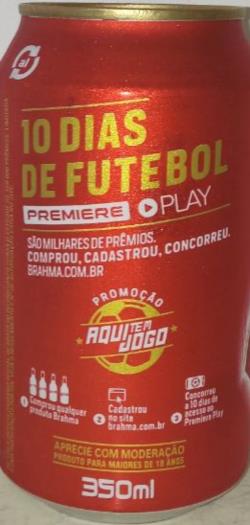 al
10 DIAS
DE FUTEBOL
PREMIERE PLAY
SÃO MILHARES DE PRÊMIOS.
COMPROU, CADASTROU, CONCORREU.
BRAHMA.COM.BR
PROMOÇÃO
AQUI TEM
JOGO
1 Comprou qualquer
produto Brahma
2 Cadastrou
no site
brahma.com.br
3 Concorreu
a 10 dias de
acesso ao
Premiere Play
APRECIE COM MODERAÇÃO
PRODUTO PARA MAIORES DE 18 ANOS
350ml